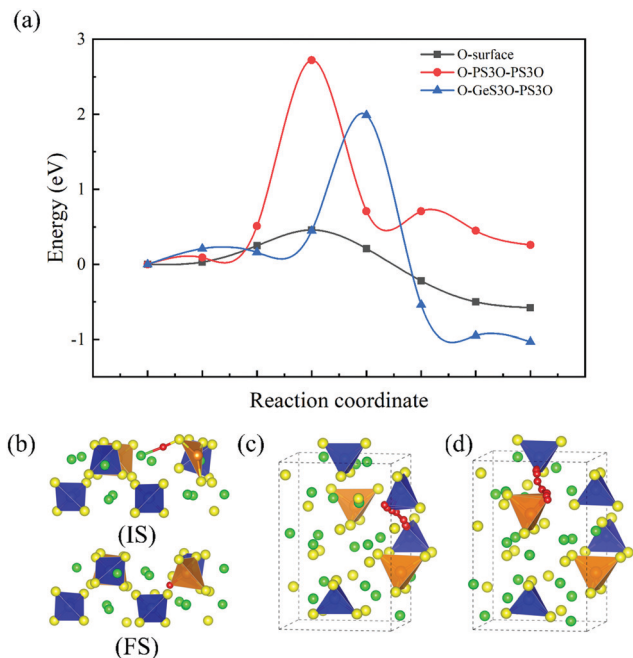 (a)
3
2
1
0
-1
Energy (eV)
Reaction coordinate
O-surface
O-PS3O-PS3O
O-GeS3O-PS3O
(b)
(IS)
(FS)
(c)
(d)